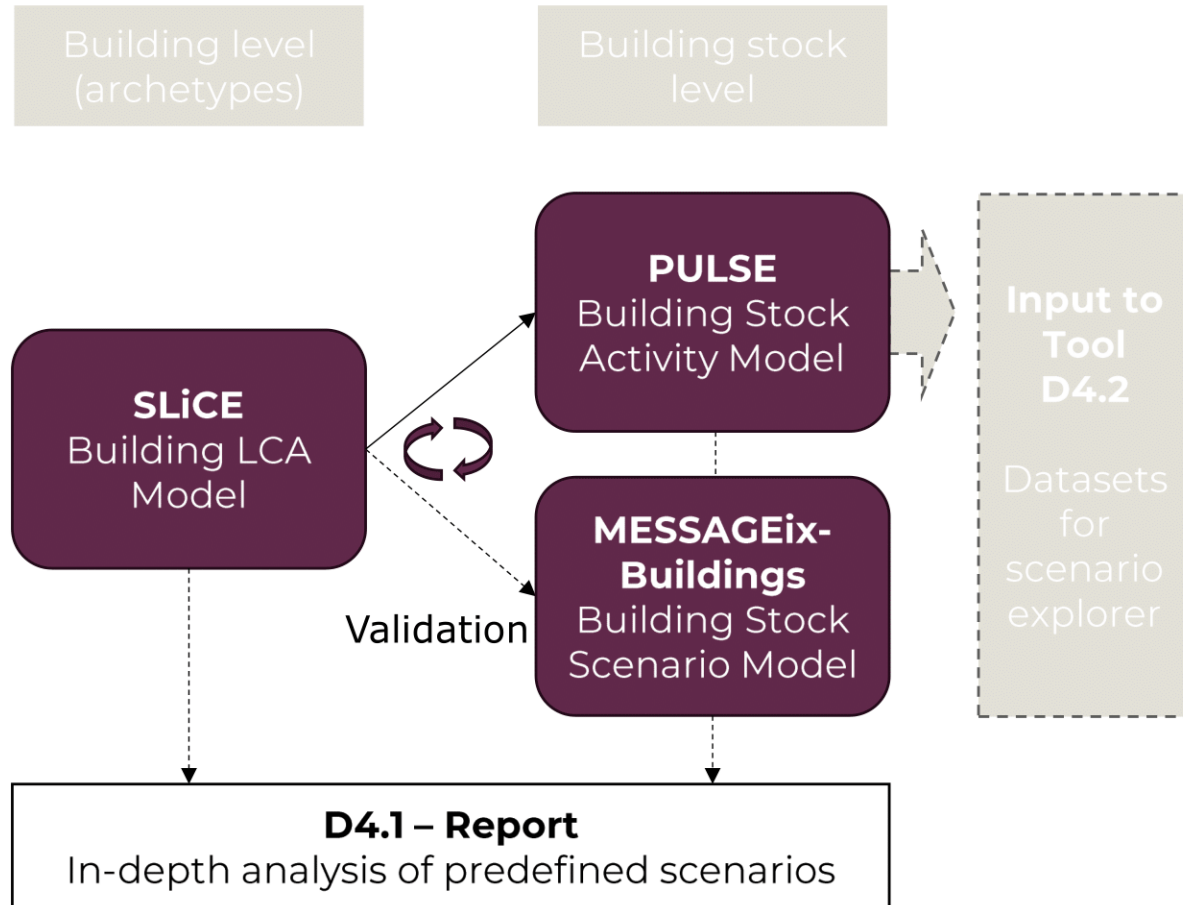 Building level
(archetypes)
Building stock
level
PULSE
Building Stock
Activity Model
Input to
Tool
D4.2
Datasets
for
scenario
explorer
SLiCE
Building LCA
Model
MESSAGEix-
Buildings
Building Stock
Scenario Model
Validation
D4.1 – Report
In-depth analysis of predefined scenarios